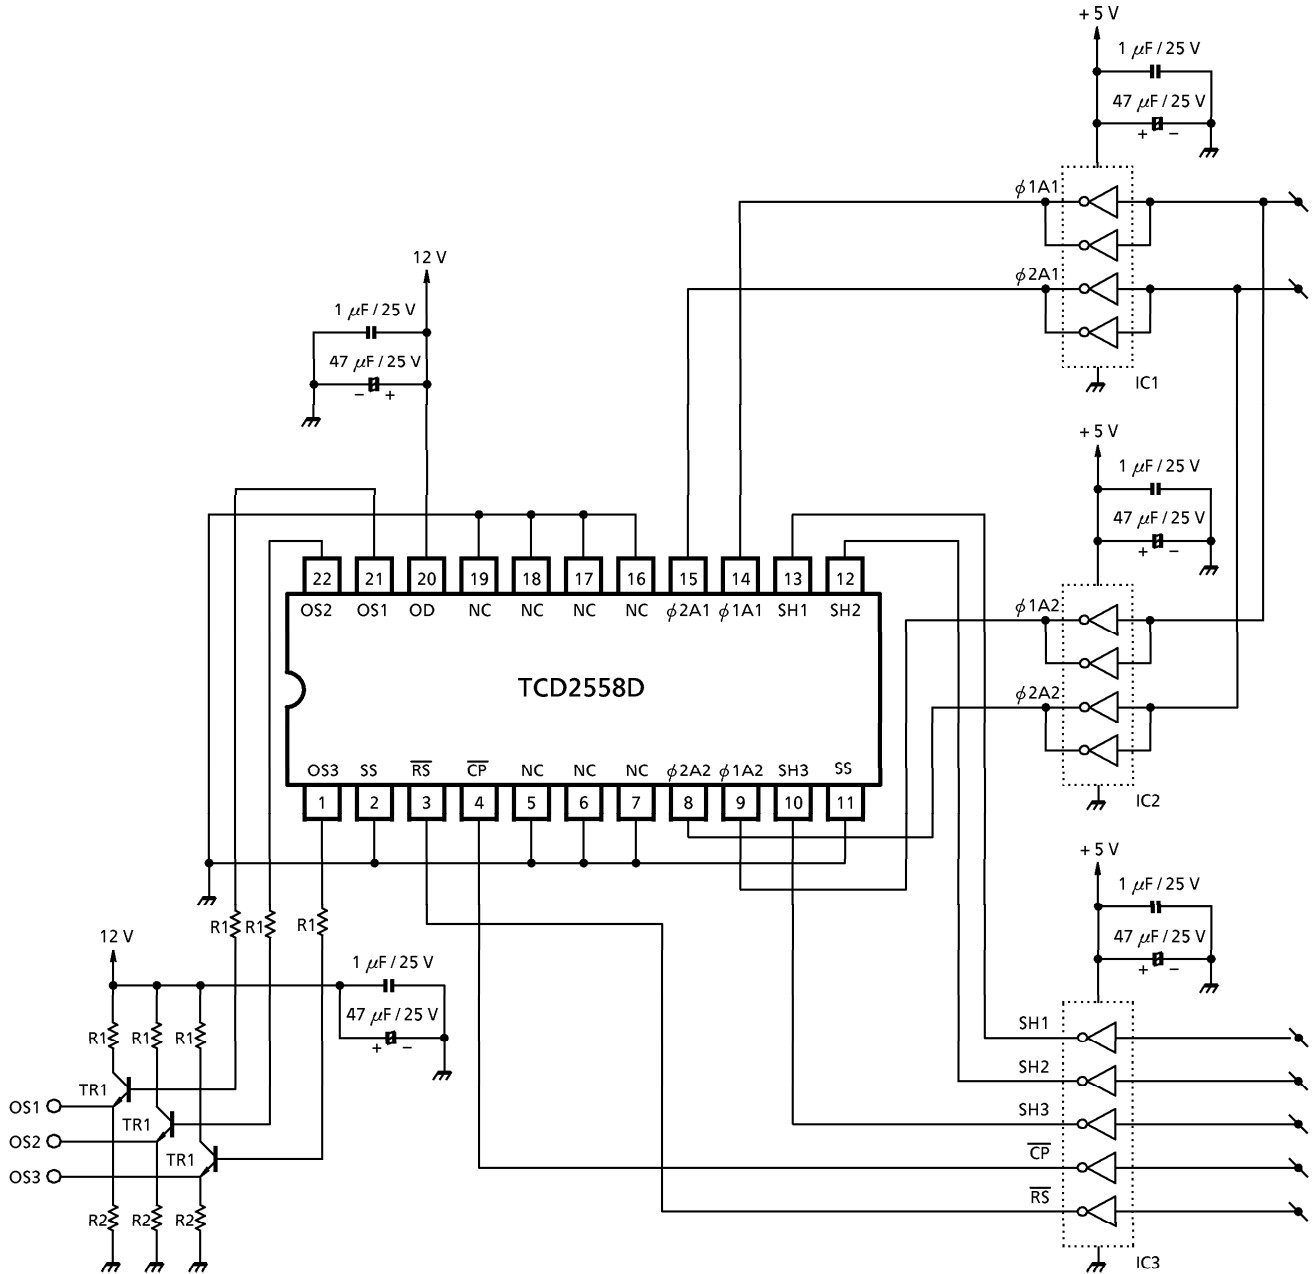 + 5 V
1 μF / 25 V
47 μF / 25 V
+ −
ϕ1A1
ϕ2A1
IC1
12 V
1 μF / 25 V
47 μF / 25 V
− +
+ 5 V
1 μF / 25 V
47 μF / 25 V
+ −
ϕ1A2
ϕ2A2
IC2
22 21 20 19 18 17 16 15 14 13 12
OS2 OS1 OD NC NC NC NC ϕ2A1 ϕ1A1 SH1 SH2
TCD2558D
OS3 SS R̅S̅ C̅P̅ NC NC NC ϕ2A2 ϕ1A2 SH3 SS
1 2 3 4 5 6 7 8 9 10 11
R1 R1 R1
12 V
1 μF / 25 V
47 μF / 25 V
+ −
R1 R1 R1
TR1
OS1
TR1
OS2
TR1
OS3
R2 R2 R2
+ 5 V
1 μF / 25 V
47 μF / 25 V
+ −
SH1
SH2
SH3
C̅P̅
R̅S̅
IC3